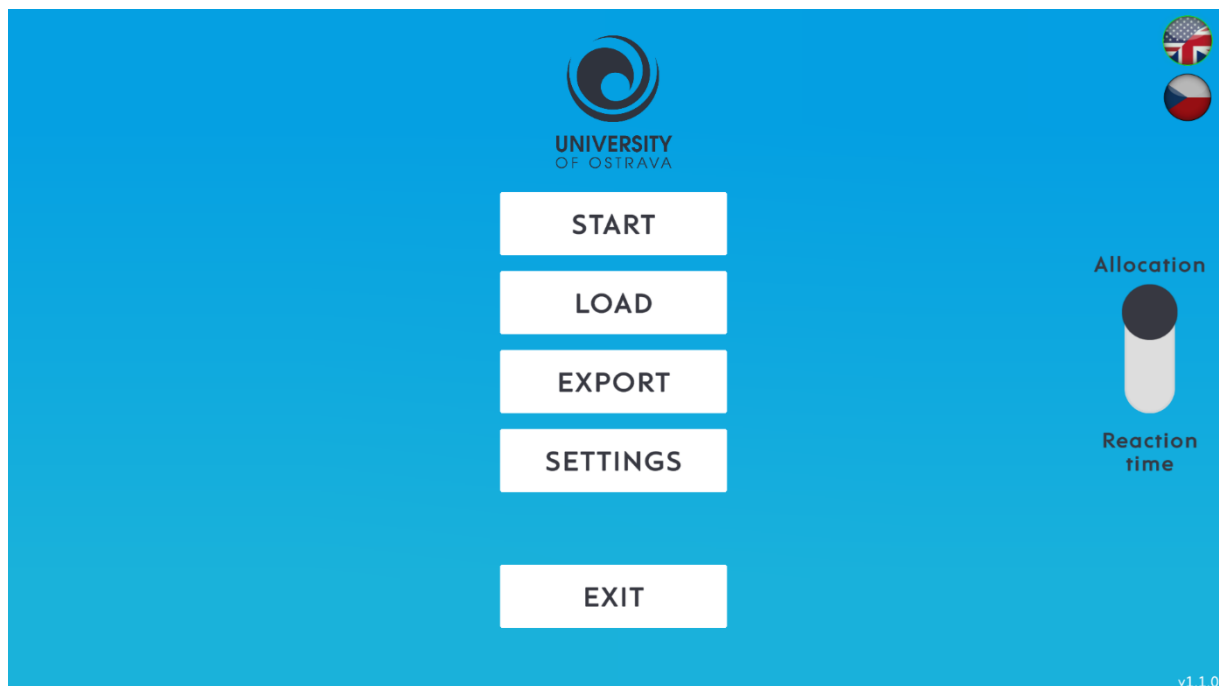 UNIVERSITY
OF OSTRAVA
START
LOAD
EXPORT
SETTINGS
EXIT
Allocation
Reaction
time
v1.1.0